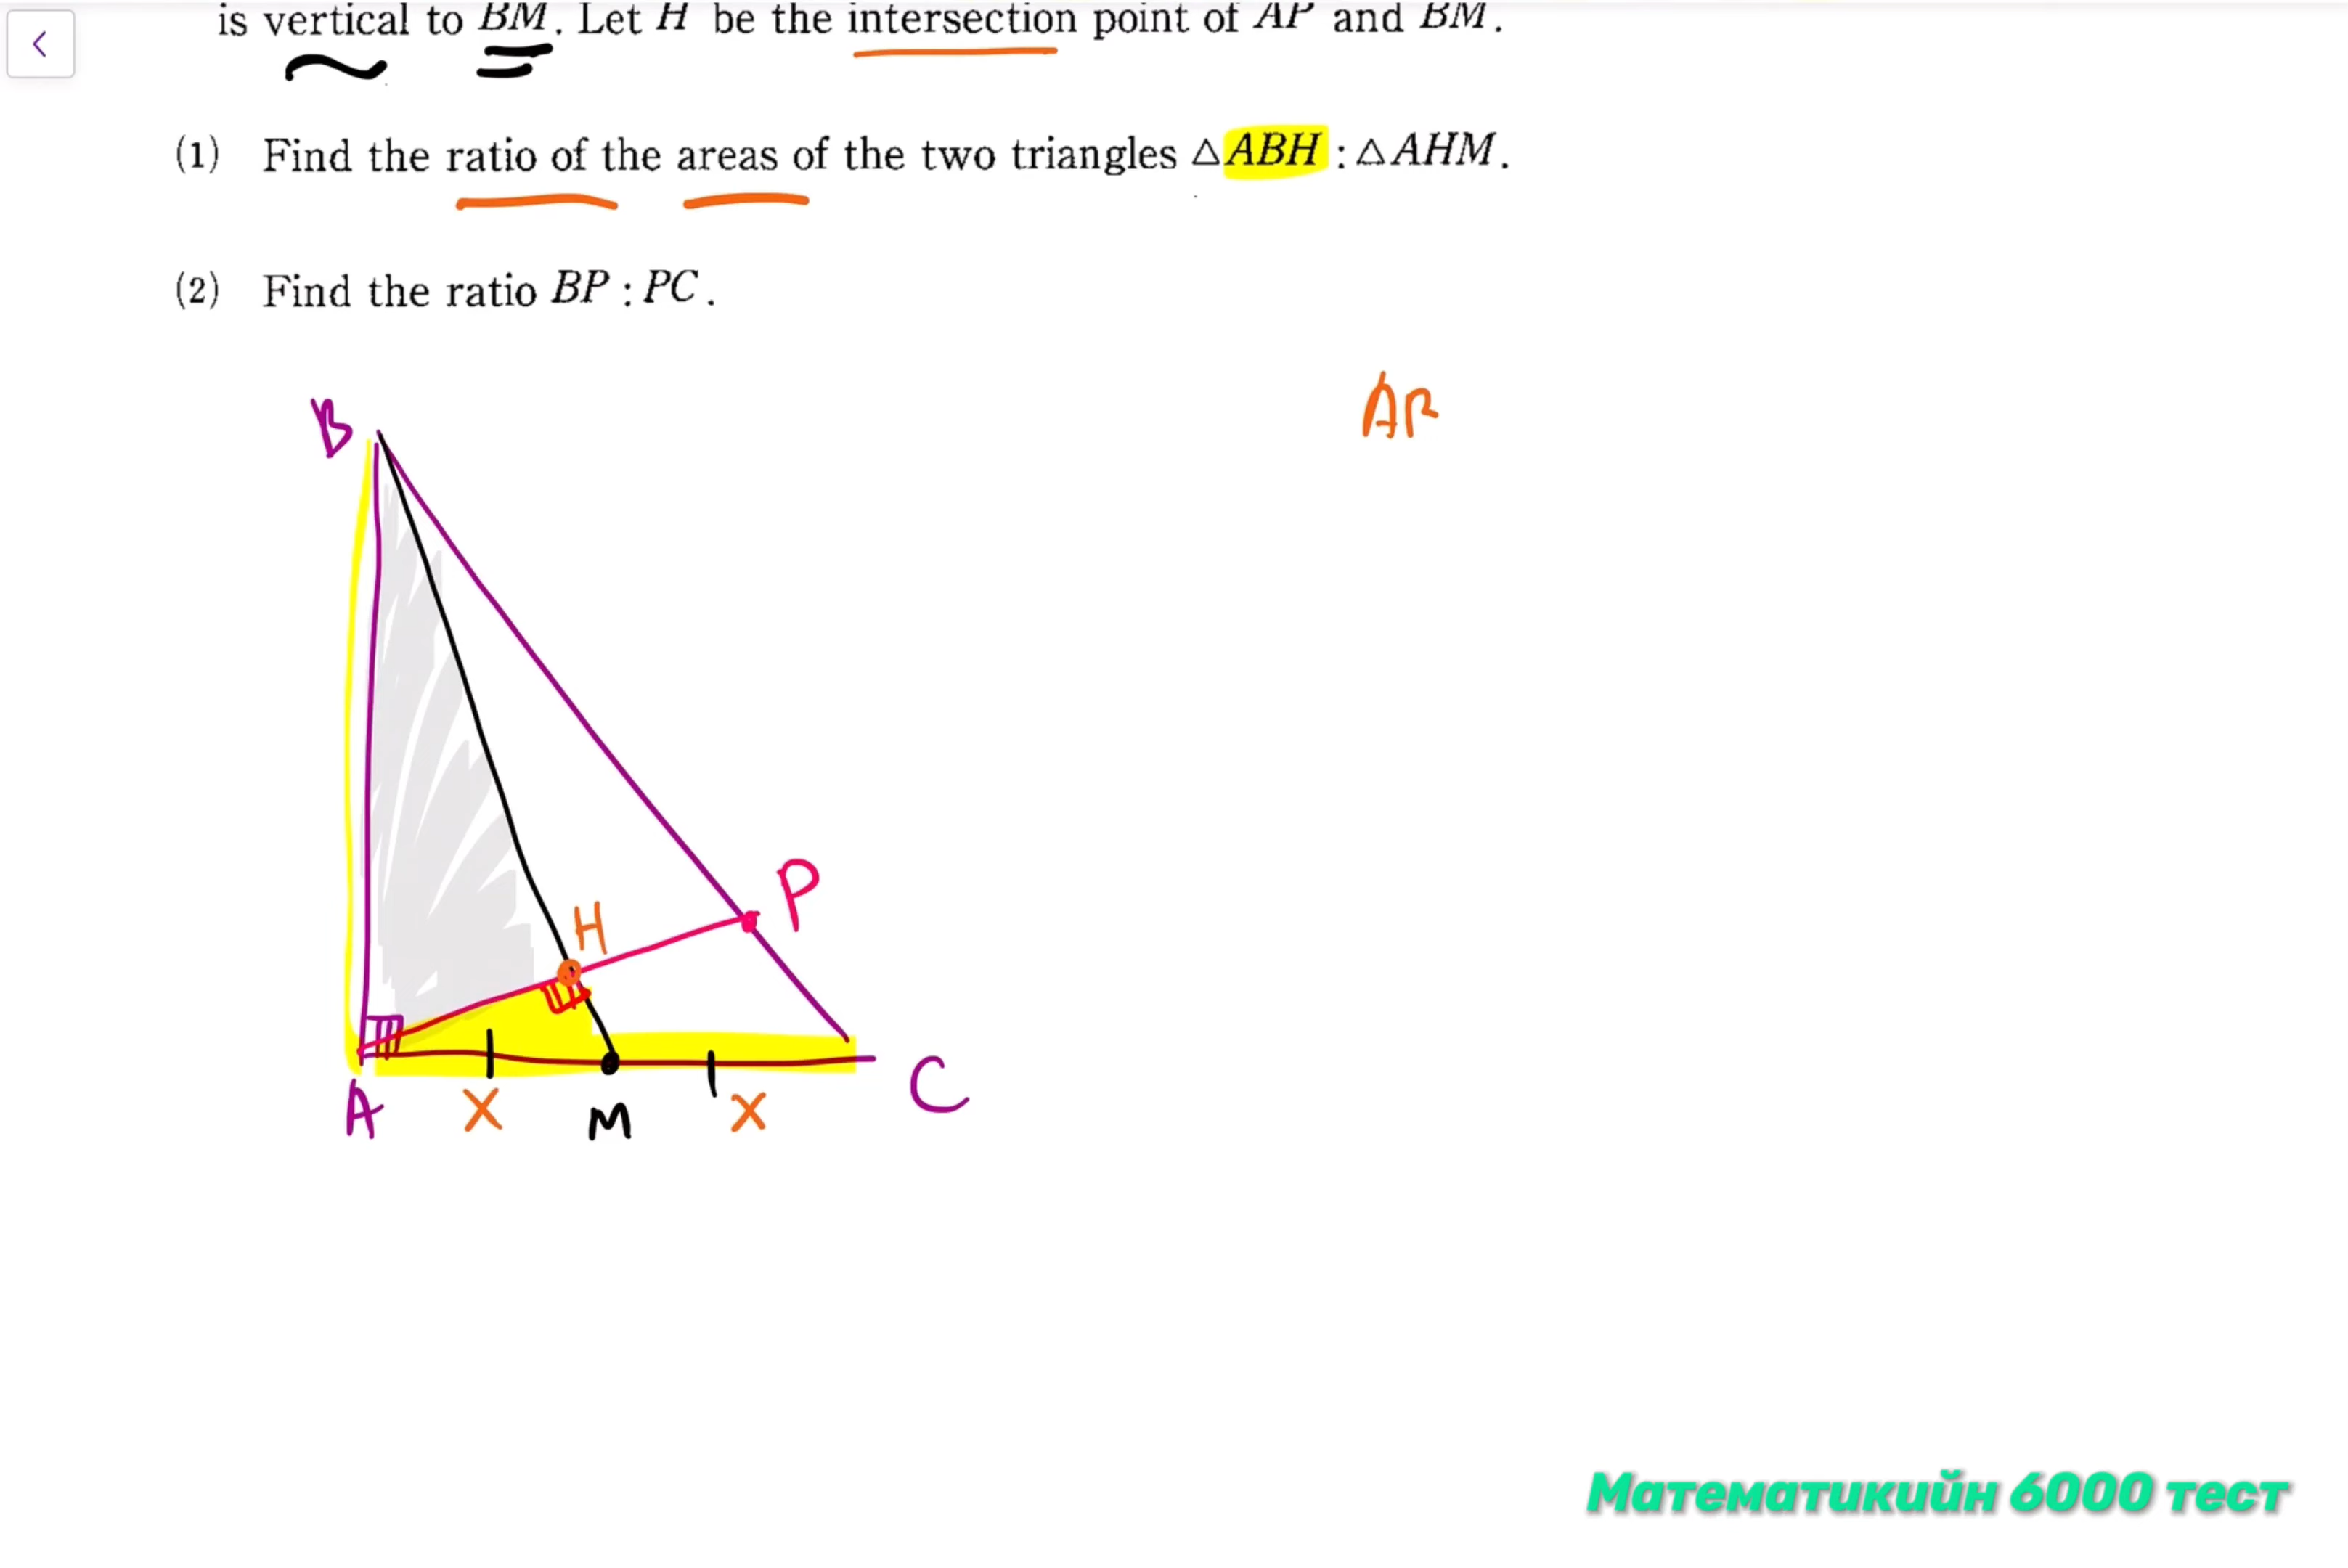 is vertical to BM. Let H be the intersection point of AP and BM.
(1) Find the ratio of the areas of the two triangles △ABH : △AHM.
(2) Find the ratio BP : PC.
AB
B
P
H
A
X
M
X
C
Математикийн 6000 тест